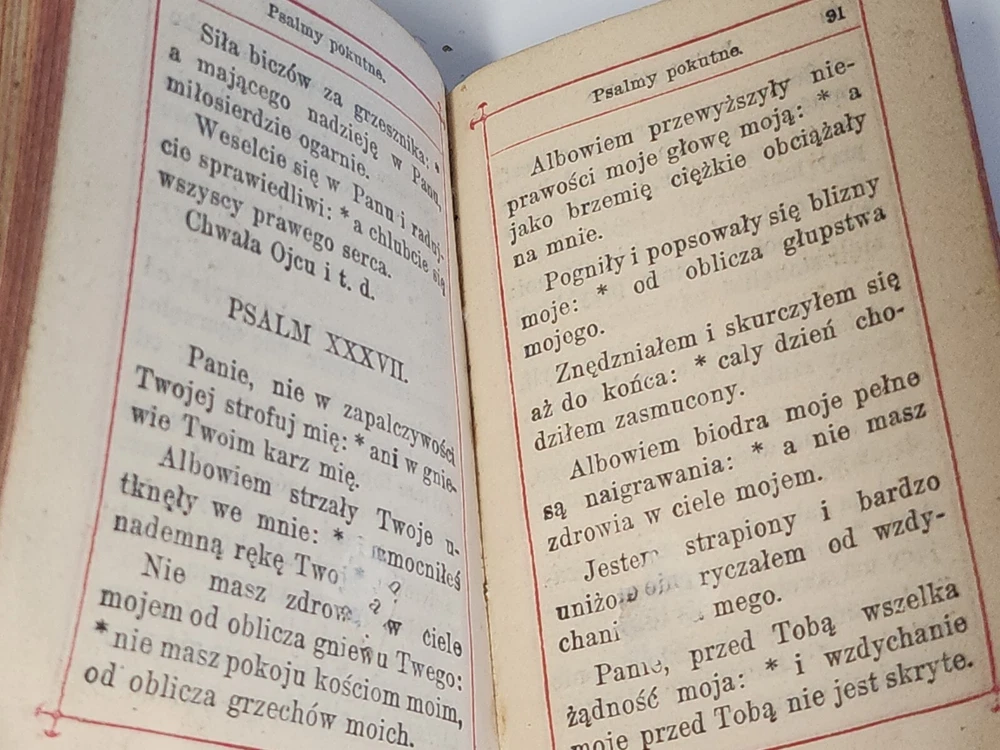 Psalmy pokutne.
Siła biczów za grzesznika: *
a mającego nadzieję w Panu,
miłosierdzie ogarnie.
Weselcie się w Panu i raduj-
cie sprawiedliwi: * a chlubcie się
wszyscy prawego serca.
Chwała Ojcu i t. d.
PSALM XXXVII.
Panie, nie w zapalczywości
Twojej strofuj mię: * ani w gnie-
wie Twoim karz mię.
Albowiem strzały Twoje u-
tknęły we mnie: *
nademną rękę
Nie masz w ciele
mojem od oblicza gniewu Twego:
* nie masz pokoju kościom moim,
od oblicza grzechów moich.
91
Psalmy pokutne.
Albowiem przewyższyły nie-
prawości moje głowę moją: * a
jako brzemię ciężkie obciążały
na mnie.
Pogniły i popsowały się blizny
moje: * od oblicza głupstwa
mojego.
Znędzniałem i skurczyłem się
aż do końca: * caly dzień cho-
dziłem zasmucony.
Albowiem biodra moje pełne
są naigrawania: * a nie masz
zdrowia w ciele mojem.
Jestem strapiony i bardzo
ryczałem od wzdy-
mego.
Panie, przed Tobą wszelka
żądność moja: * i wzdychanie
moje przed Tobą nie jest skryte.